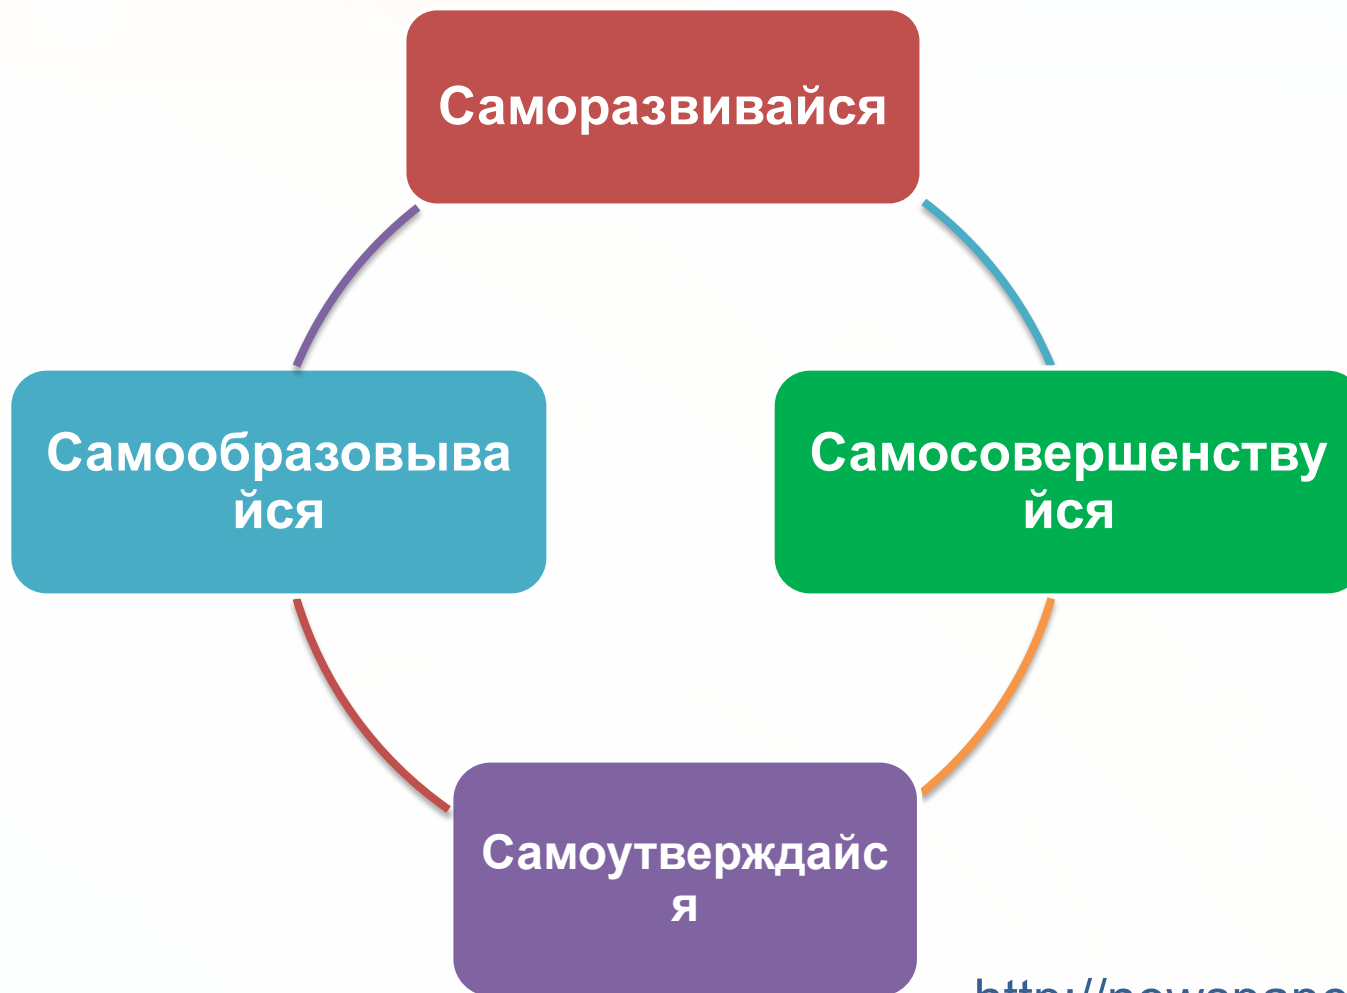 Саморазвивайся
Самообразовыва
йся
Самосовершенству
йся
Самоутверждайс
я